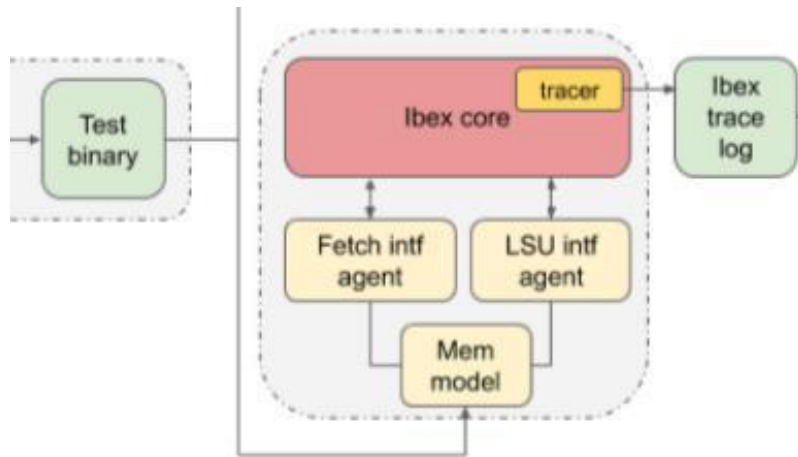 Test
binary
Ibex core
tracer
Ibex
trace
log
Fetch intf
agent
LSU intf
agent
Mem
model